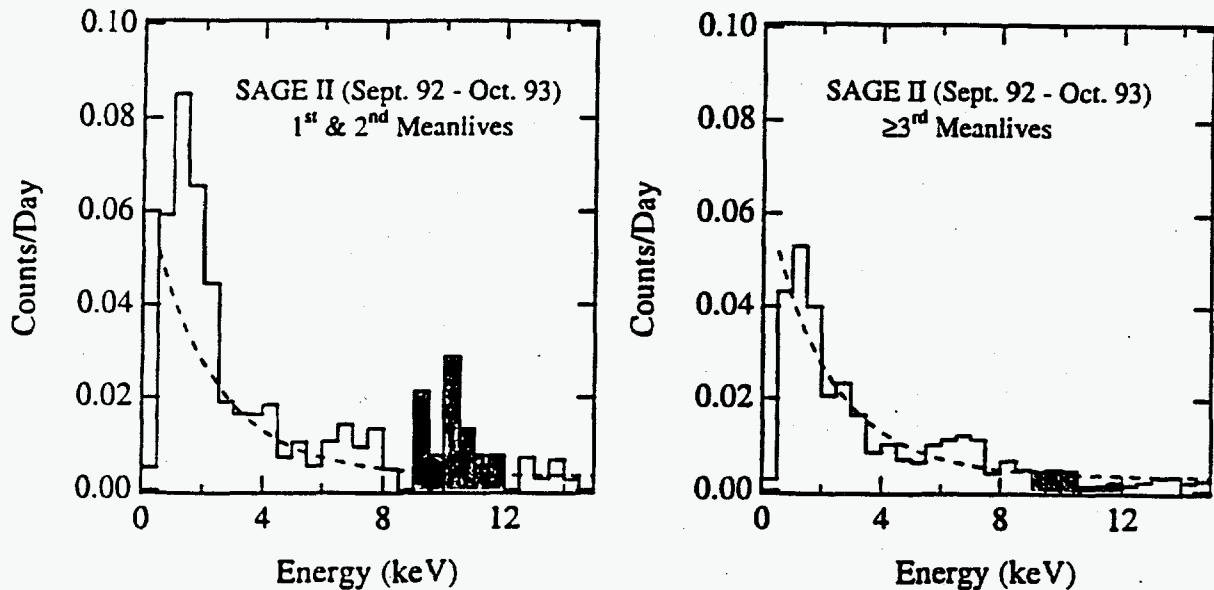 0.10
0.08
0.06
0.04
0.02
0.00
Counts/Day
SAGE II (Sept. 92 - Oct. 93)
1st & 2nd Meanlives
0 4 8 12
Energy (keV)
0.10
0.08
0.06
0.04
0.02
0.00
Counts/Day
SAGE II (Sept. 92 - Oct. 93)
≥3rd Meanlives
0 4 8 12
Energy (keV)